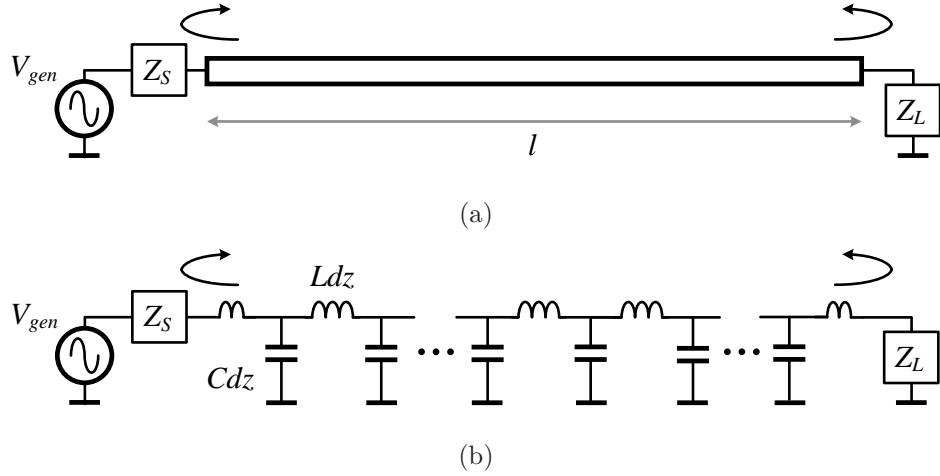 V_gen
Z_S
Z_L
l
(a)
V_gen
Z_S
Ldz
Cdz
Z_L
(b)